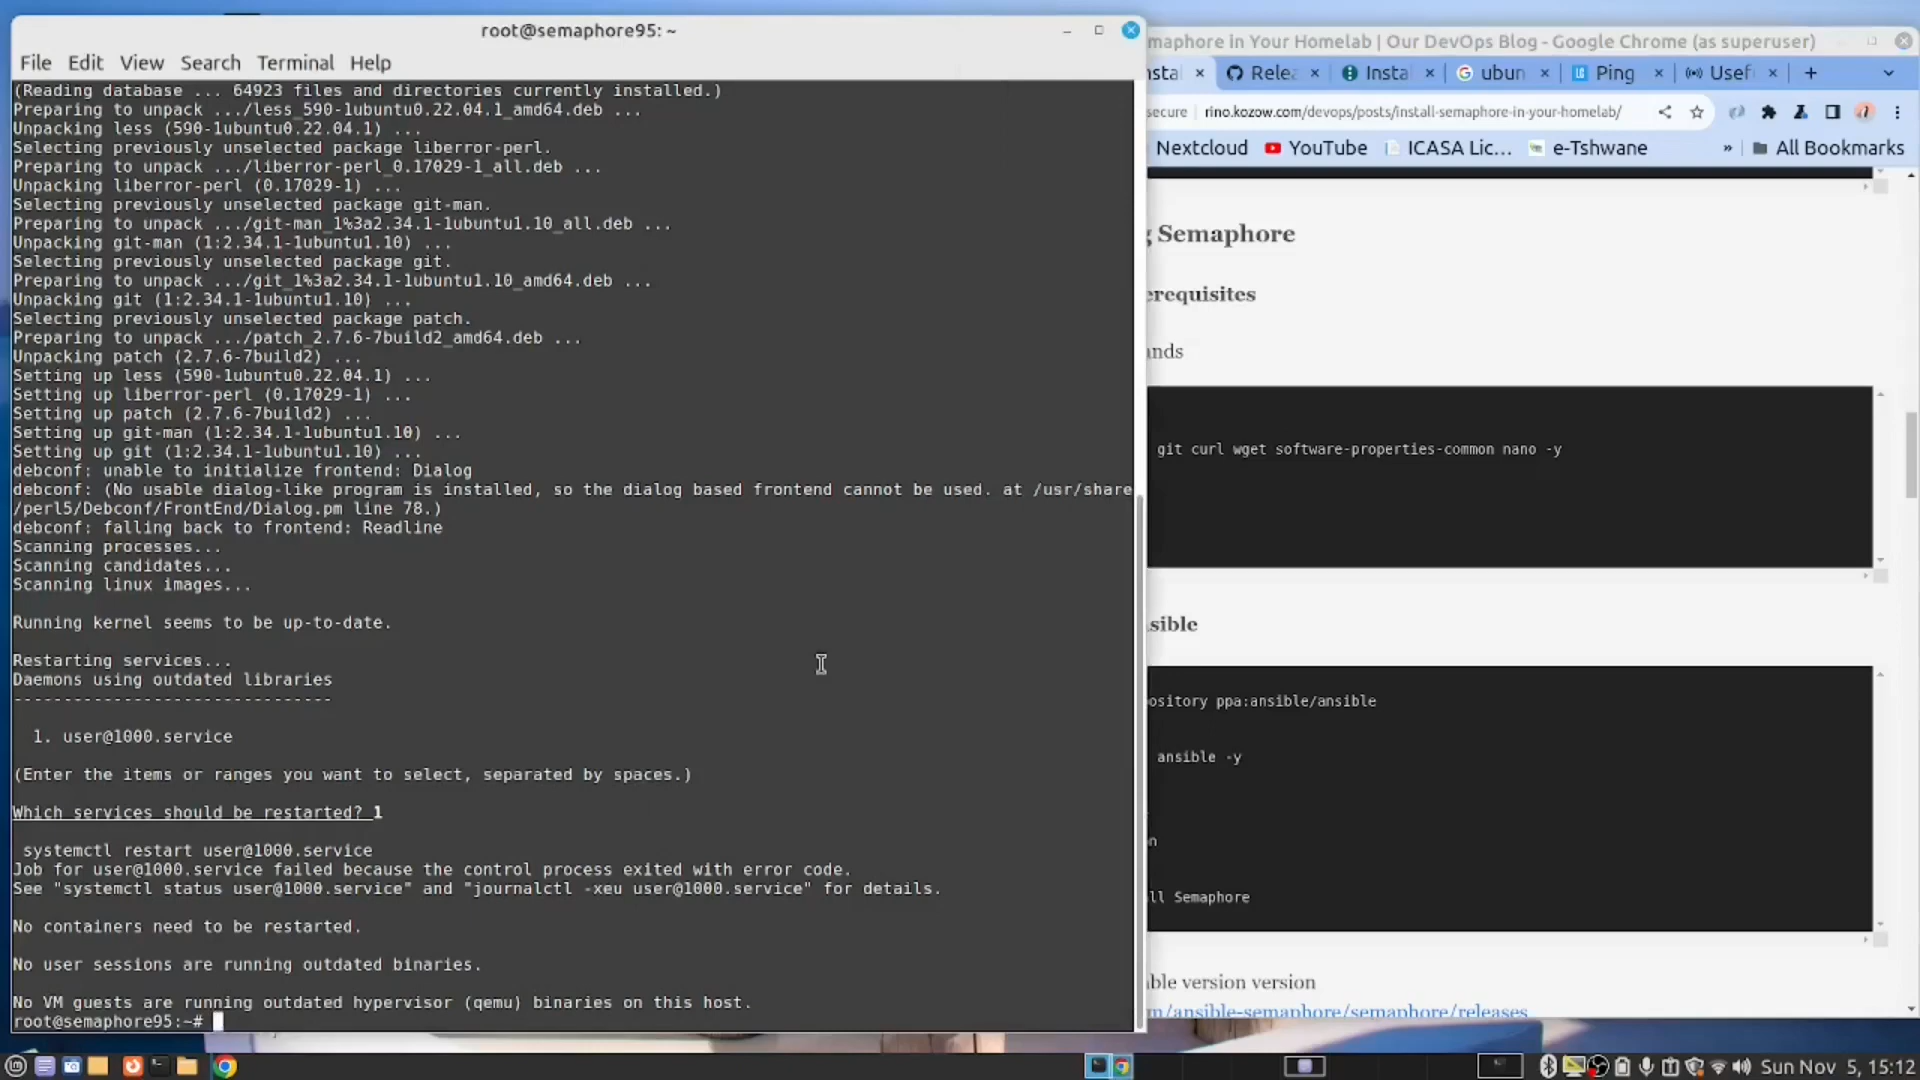 root@semaphore95: ~
File Edit View Search Terminal Help
(Reading database ... 64923 files and directories currently installed.)
Preparing to unpack .../less_590-1ubuntu0.22.04.1_amd64.deb ...
Unpacking less (590-1ubuntu0.22.04.1) ...
Selecting previously unselected package liberror-perl.
Preparing to unpack .../liberror-perl_0.17029-1_all.deb ...
Unpacking liberror-perl (0.17029-1) ...
Selecting previously unselected package git-man.
Preparing to unpack .../git-man_1%3a2.34.1-1ubuntu1.10_all.deb ...
Unpacking git-man (1:2.34.1-1ubuntu1.10) ...
Selecting previously unselected package git.
Preparing to unpack .../git_1%3a2.34.1-1ubuntu1.10_amd64.deb ...
Unpacking git (1:2.34.1-1ubuntu1.10) ...
Selecting previously unselected package patch.
Preparing to unpack .../patch_2.7.6-7build2_amd64.deb ...
Unpacking patch (2.7.6-7build2) ...
Setting up less (590-1ubuntu0.22.04.1) ...
Setting up liberror-perl (0.17029-1) ...
Setting up patch (2.7.6-7build2) ...
Setting up git-man (1:2.34.1-1ubuntu1.10) ...
Setting up git (1:2.34.1-1ubuntu1.10) ...
debconf: unable to initialize frontend: Dialog
debconf: (No usable dialog-like program is installed, so the dialog based frontend cannot be used. at /usr/share
/perl5/Debconf/FrontEnd/Dialog.pm line 78.)
debconf: falling back to frontend: Readline
Scanning processes...
Scanning candidates...
Scanning linux images...
Running kernel seems to be up-to-date.
Restarting services...
Daemons using outdated libraries
--------------------------------
1. user@1000.service
(Enter the items or ranges you want to select, separated by spaces.)
Which services should be restarted? 1
systemctl restart user@1000.service
Job for user@1000.service failed because the control process exited with error code.
See "systemctl status user@1000.service" and "journalctl -xeu user@1000.service" for details.
No containers need to be restarted.
No user sessions are running outdated binaries.
No VM guests are running outdated hypervisor (qemu) binaries on this host.
root@semaphore95:~#
maphore in Your Homelab | Our DevOps Blog - Google Chrome (as superuser)
nstal Relea Insta ubun Ping Usef
secure rino.kozow.com/devops/posts/install-semaphore-in-your-homelab/
Nextcloud YouTube ICASA Lic... e-Tshwane » All Bookmarks
g Semaphore
erequisites
ands
git curl wget software-properties-common nano -y
sible
ository ppa:ansible/ansible
ansible -y
on
ll Semaphore
ble version version
m/ansible-semaphore/semaphore/releases
Sun Nov 5, 15:12